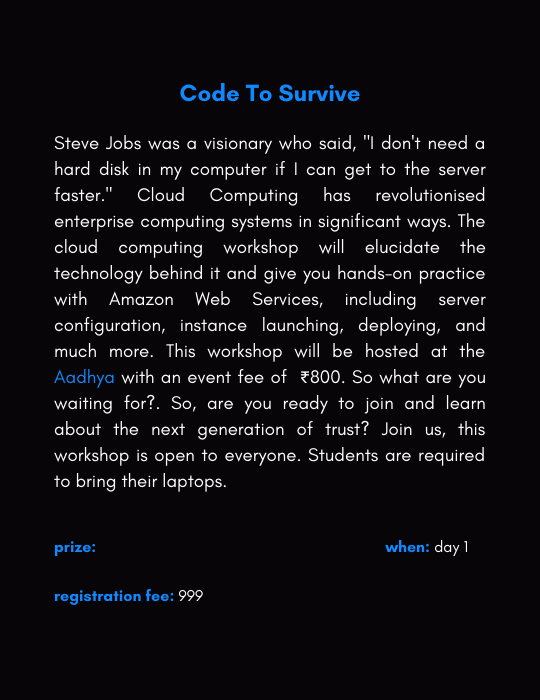 Code To Survive
Steve Jobs was a visionary who said, "I don't need a
hard disk in my computer if I can get to the server
faster." Cloud Computing has revolutionised
enterprise computing systems in significant ways. The
cloud computing workshop will elucidate the
technology behind it and give you hands-on practice
with Amazon Web Services, including server
configuration, instance launching, deploying, and
much more. This workshop will be hosted at the
Aadhya with an event fee of ₹800. So what are you
waiting for?. So, are you ready to join and learn
about the next generation of trust? Join us, this
workshop is open to everyone. Students are required
to bring their laptops.
prize: when: day 1
registration fee: 999